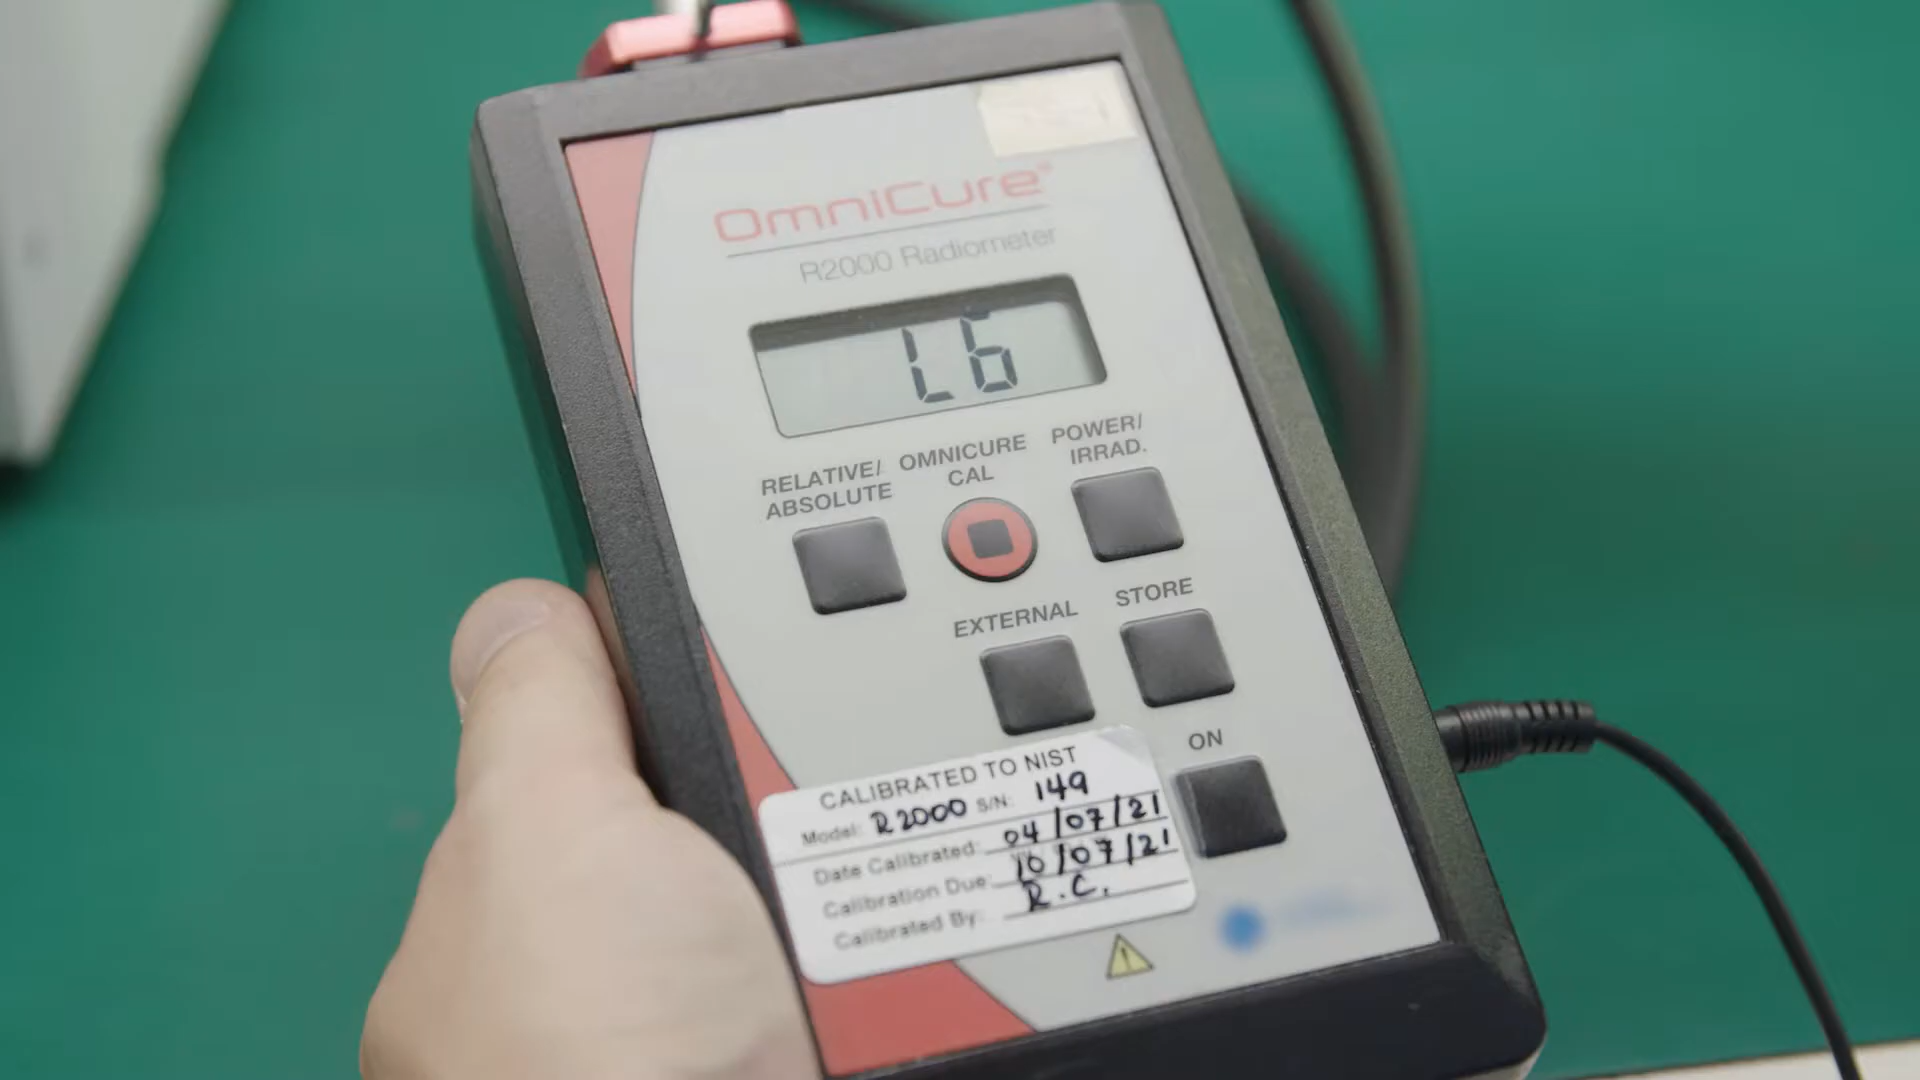 OmniCure
R2000 Radiometer
L6
RELATIVE/
ABSOLUTE
OMNICURE
CAL
POWER/
IRRAD.
EXTERNAL
STORE
ON
CALIBRATED TO NIST
Model: R2000 S/N: 149
Date Calibrated: 04/07/21
Calibration Due: 10/07/21
Calibrated By: R.C.